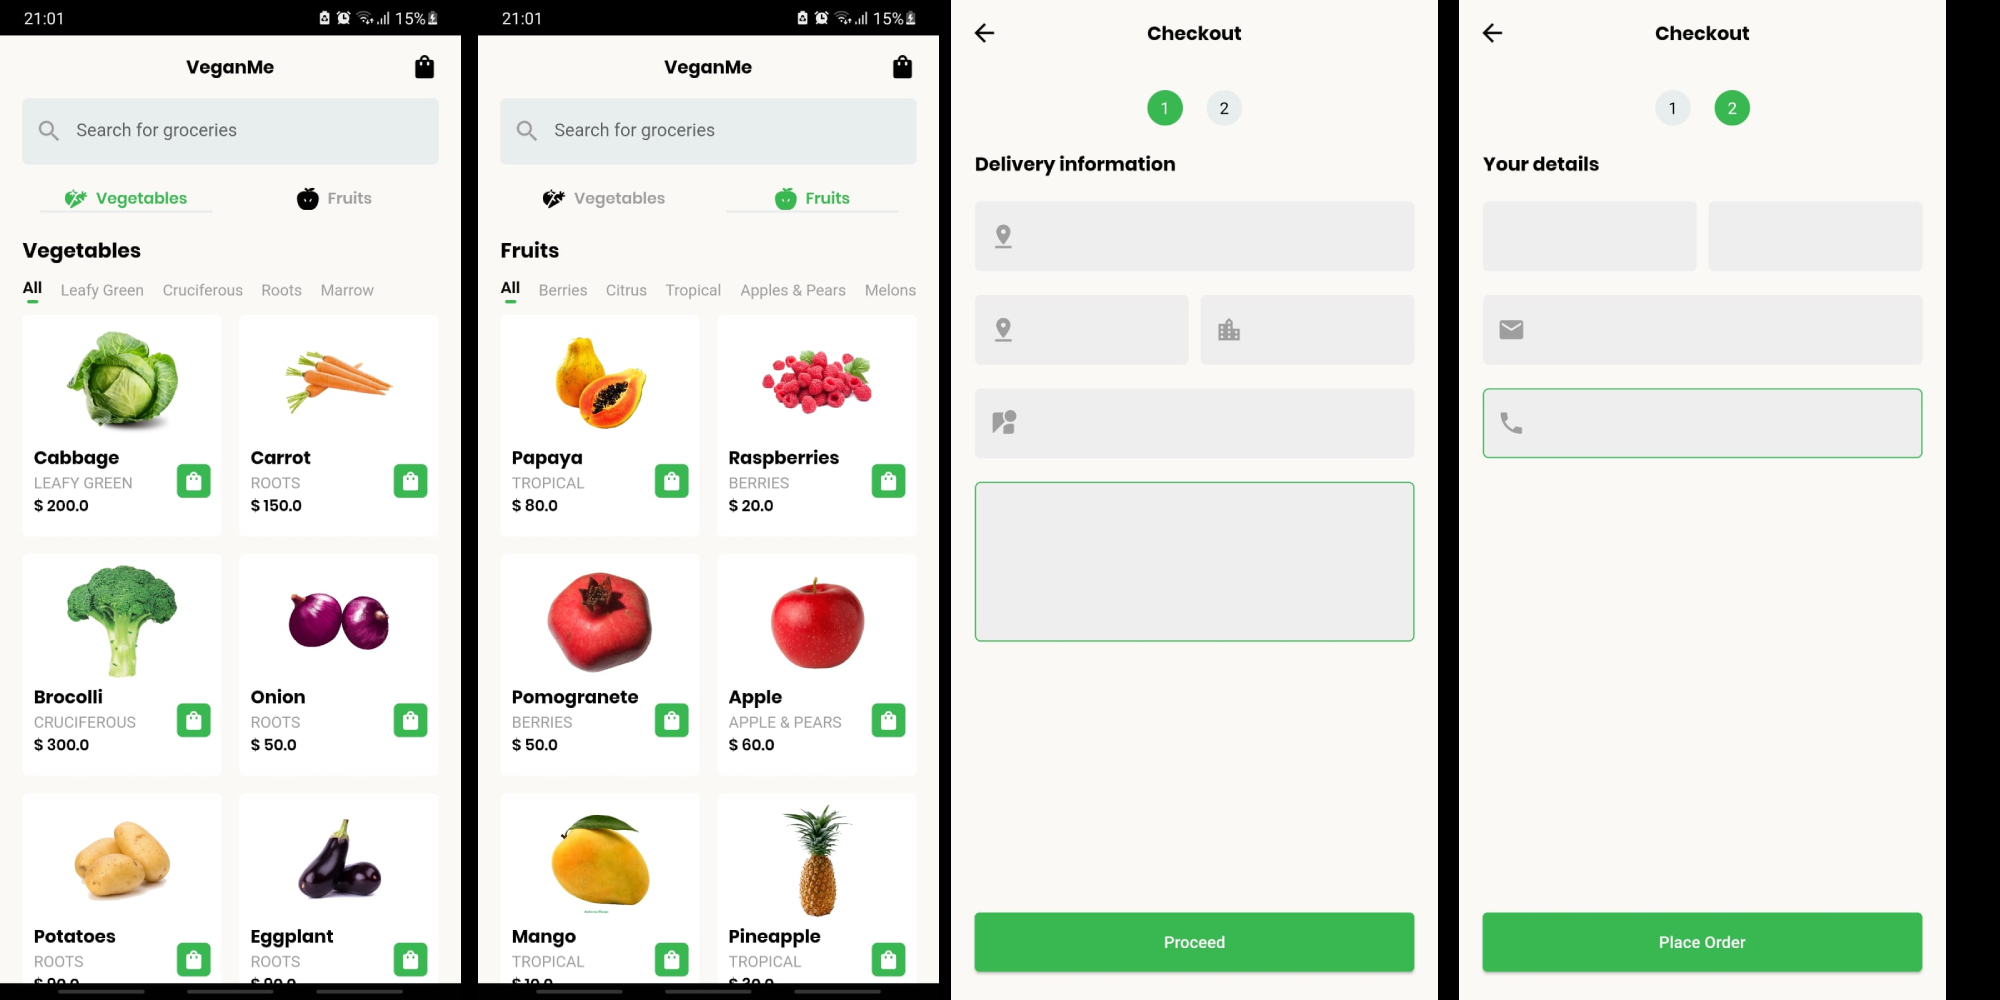 21:01
15%
VeganMe
Search for groceries
Vegetables
Fruits
Vegetables
All Leafy Green Cruciferous Roots Marrow
Cabbage
LEAFY GREEN
$ 200.0
Carrot
ROOTS
$ 150.0
Brocolli
CRUCIFEROUS
$ 300.0
Onion
ROOTS
$ 50.0
Potatoes
ROOTS
Eggplant
ROOTS
21:01
15%
VeganMe
Search for groceries
Vegetables
Fruits
Fruits
All Berries Citrus Tropical Apples & Pears Melons
Papaya
TROPICAL
$ 80.0
Raspberries
BERRIES
$ 20.0
Pomogranete
BERRIES
$ 50.0
Apple
APPLE & PEARS
$ 60.0
Mango
TROPICAL
Pineapple
TROPICAL
Checkout
1 2
Delivery information
Proceed
Checkout
1 2
Your details
Place Order